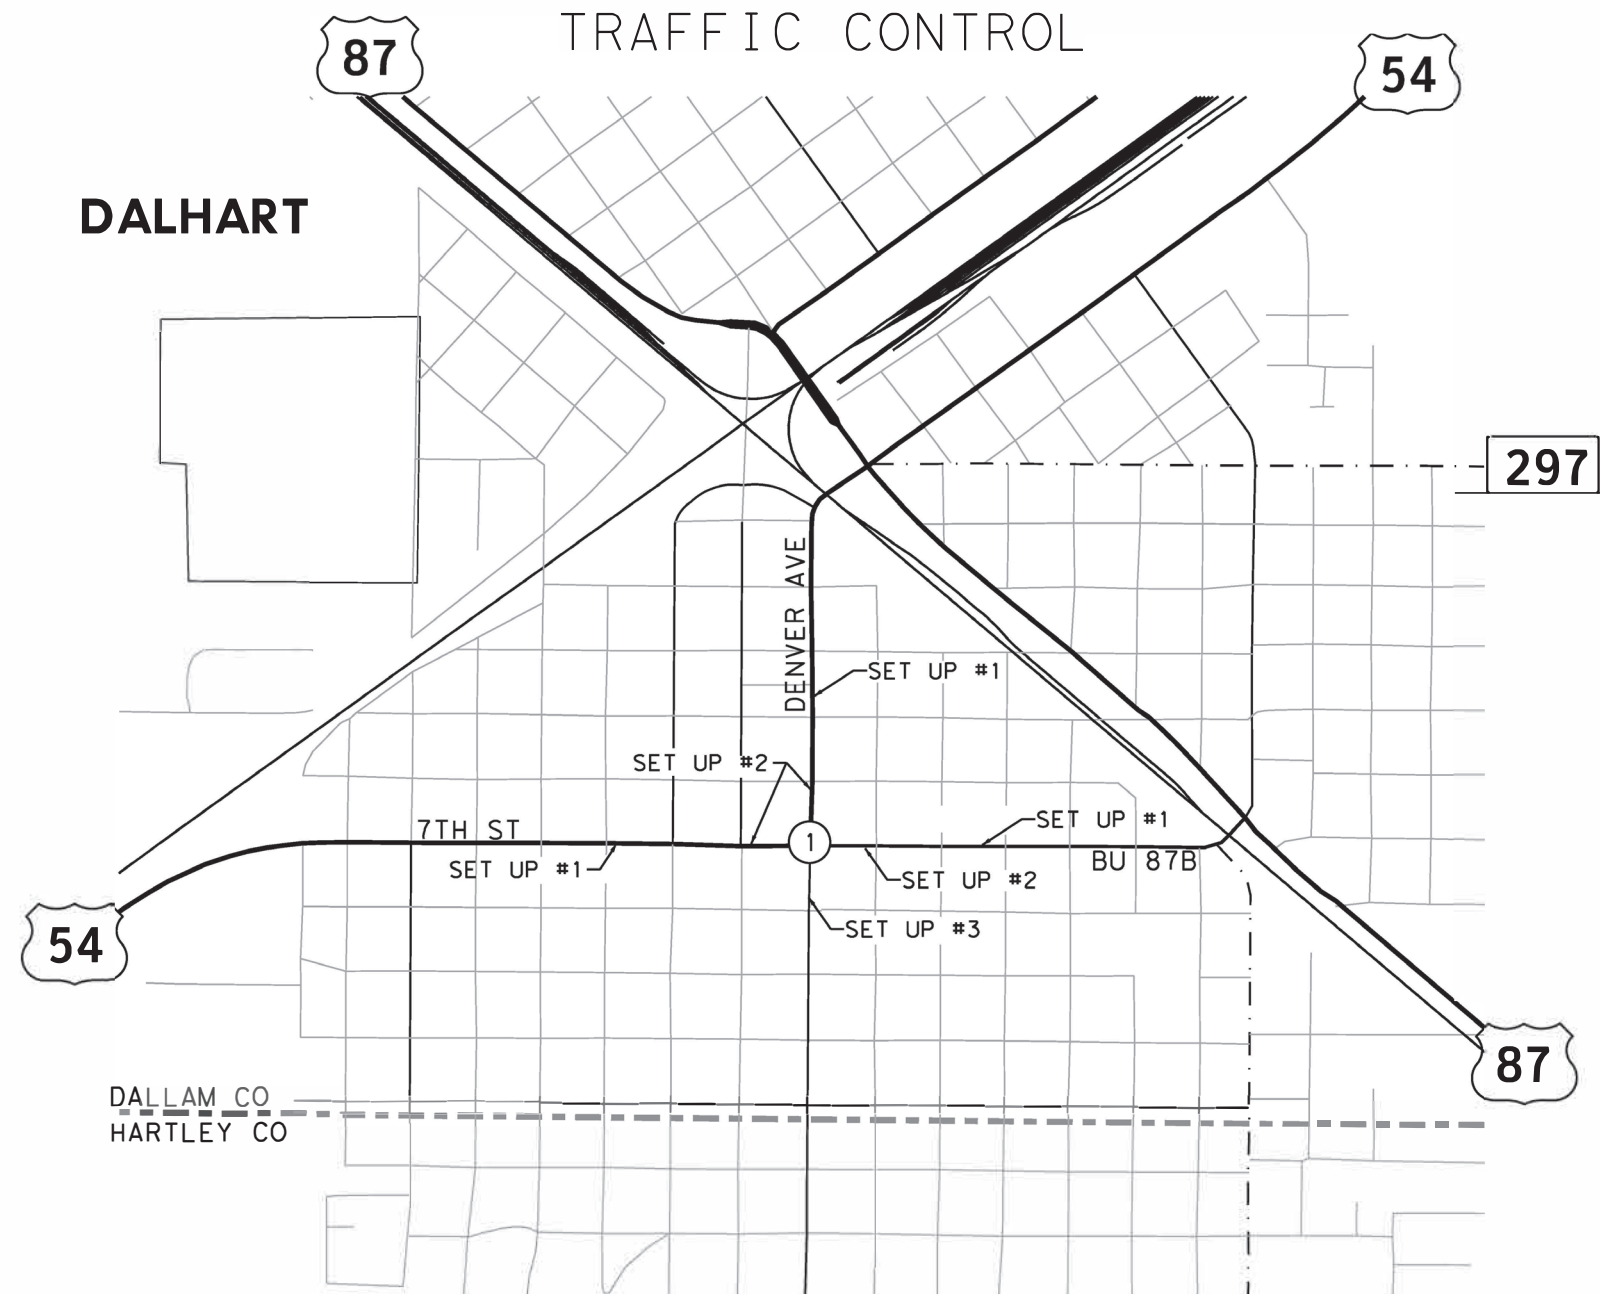 TRAFFIC CONTROL
87
54
DALHART
297
DENVER AVE
SET UP #1
SET UP #2
7TH ST
SET UP #1
SET UP #1
1
BU 87B
SET UP #2
SET UP #3
54
87
DALLAM CO
HARTLEY CO